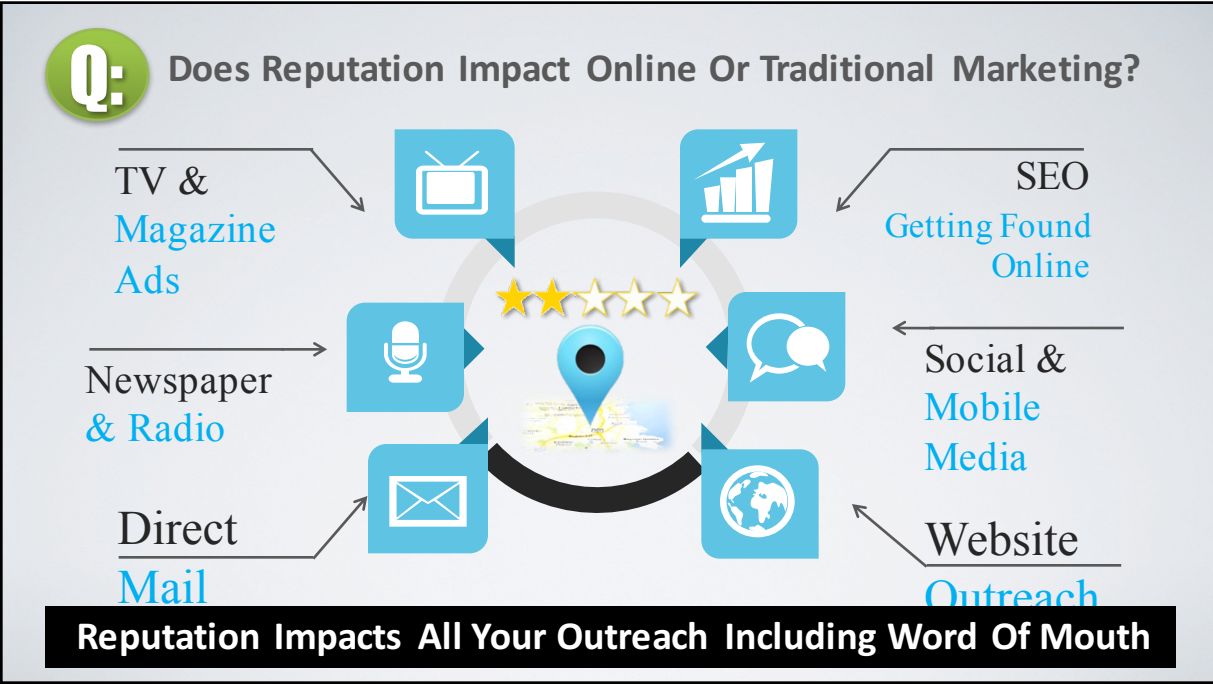 Q:
Does Reputation Impact Online Or Traditional Marketing?
TV &
Magazine
Ads
Newspaper
& Radio
Direct
Mail
SEO
Getting Found
Online
Social &
Mobile
Media
Website
Outreach
Reputation Impacts All Your Outreach Including Word Of Mouth